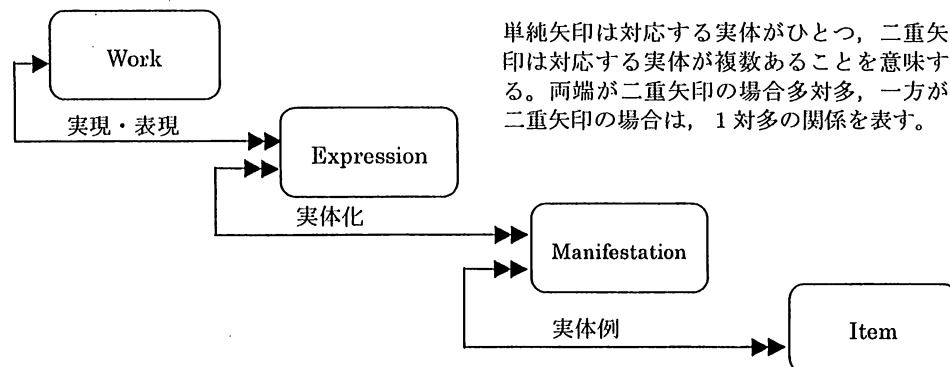 Work
単純矢印は対応する実体がひとつ，二重矢
印は対応する実体が複数あることを意味す
る。両端が二重矢印の場合多対多，一方が
二重矢印の場合は，1対多の関係を表す。
実現・表現
Expression
実体化
Manifestation
実体例
Item